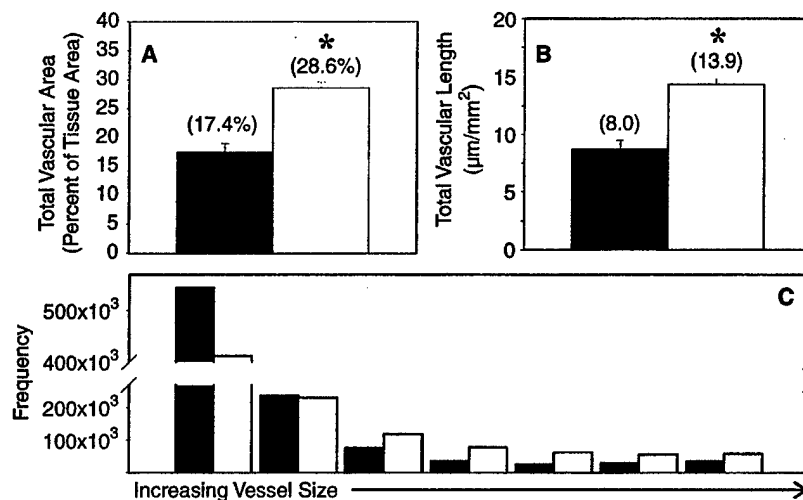 A
Total Vascular Area
(Percent of Tissue Area)
40
35
30
25
20
15
10
5
0
(17.4%)
*
(28.6%)
B
Total Vascular Length
(µm/mm²)
20
15
10
5
0
(8.0)
*
(13.9)
C
Frequency
500x10³
400x10³
200x10³
100x10³
Increasing Vessel Size